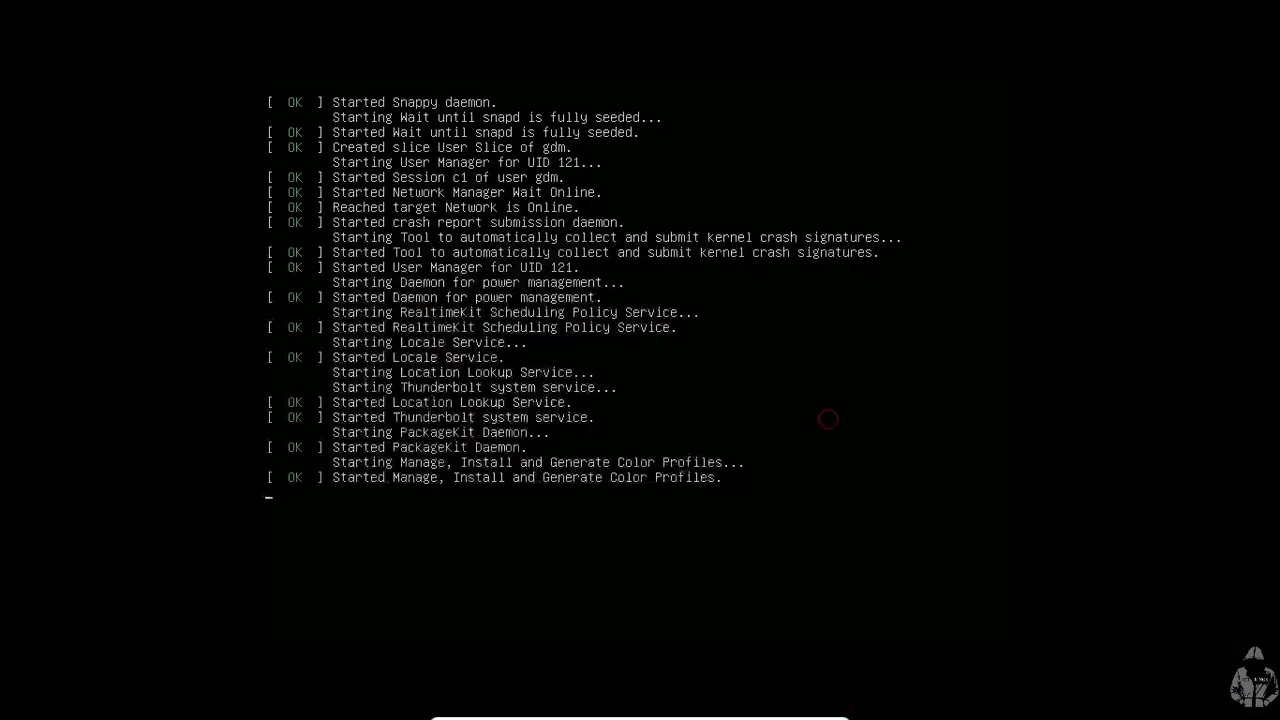 [  OK  ] Started Snappy daemon.
Starting Wait until snapd is fully seeded...
[  OK  ] Started Wait until snapd is fully seeded.
[  OK  ] Created slice User Slice of gdm.
Starting User Manager for UID 121...
[  OK  ] Started Session c1 of user gdm.
[  OK  ] Started Network Manager Wait Online.
[  OK  ] Reached target Network is Online.
[  OK  ] Started crash report submission daemon.
Starting Tool to automatically collect and submit kernel crash signatures...
[  OK  ] Started Tool to automatically collect and submit kernel crash signatures.
[  OK  ] Started User Manager for UID 121.
Starting Daemon for power management...
[  OK  ] Started Daemon for power management.
Starting RealtimeKit Scheduling Policy Service...
[  OK  ] Started RealtimeKit Scheduling Policy Service.
Starting Locale Service...
[  OK  ] Started Locale Service.
Starting Location Lookup Service...
Starting Thunderbolt system service...
[  OK  ] Started Location Lookup Service.
[  OK  ] Started Thunderbolt system service.
Starting PackageKit Daemon...
[  OK  ] Started PackageKit Daemon.
Starting Manage, Install and Generate Color Profiles...
[  OK  ] Started Manage, Install and Generate Color Profiles.